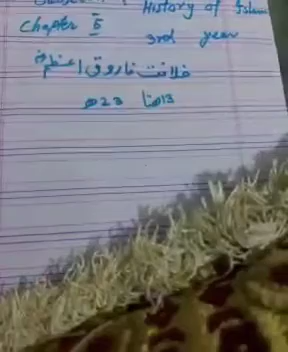 History of Islam
Chapter 5
3rd year
خلافت فاروق اعظمؓ
13ھ تا 23ھ